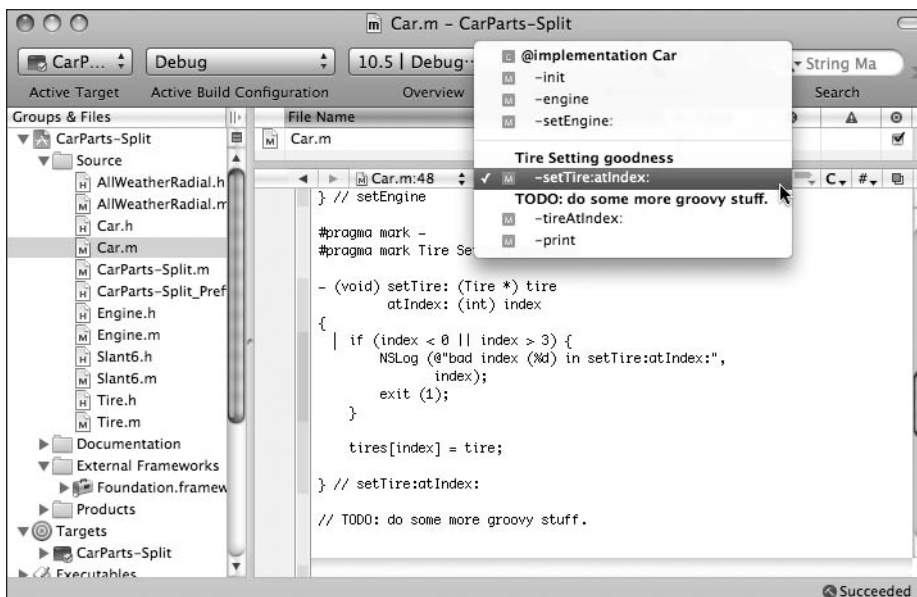 Car.m – CarParts-Split
CarP...
Debug
10.5 | Debug
String Ma
Active Target
Active Build Configuration
Overview
Search
@implementation Car
-init
-engine
-setEngine:
Tire Setting goodness
✓ M -setTire:atIndex:
TODO: do some more groovy stuff.
-tireAtIndex:
-print
Groups & Files
CarParts-Split
Source
AllWeatherRadial.h
AllWeatherRadial.m
Car.h
Car.m
CarParts-Split.m
CarParts-Split_Pref
Engine.h
Engine.m
Slant6.h
Slant6.m
Tire.h
Tire.m
Documentation
External Frameworks
Foundation.framew
Products
Targets
CarParts-Split
Executables
File Name
Car.m
Car.m:48
C #
} // setEngine
#pragma mark -
#pragma mark Tire Se
- (void) setTire: (Tire *) tire
atIndex: (int) index
{
if (index < 0 || index > 3) {
NSLog (@"bad index (%d) in setTire:atIndex:",
index);
exit (1);
}
tires[index] = tire;
} // setTire:atIndex:
// TODO: do some more groovy stuff.
Succeeded